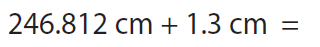 246.812 cm + 1.3 cm =